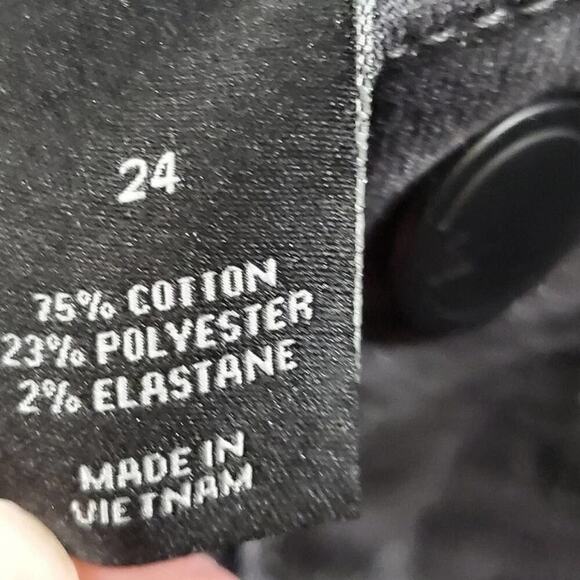 24
75% COTTON
23% POLYESTER
2% ELASTANE
MADE IN
VIETNAM